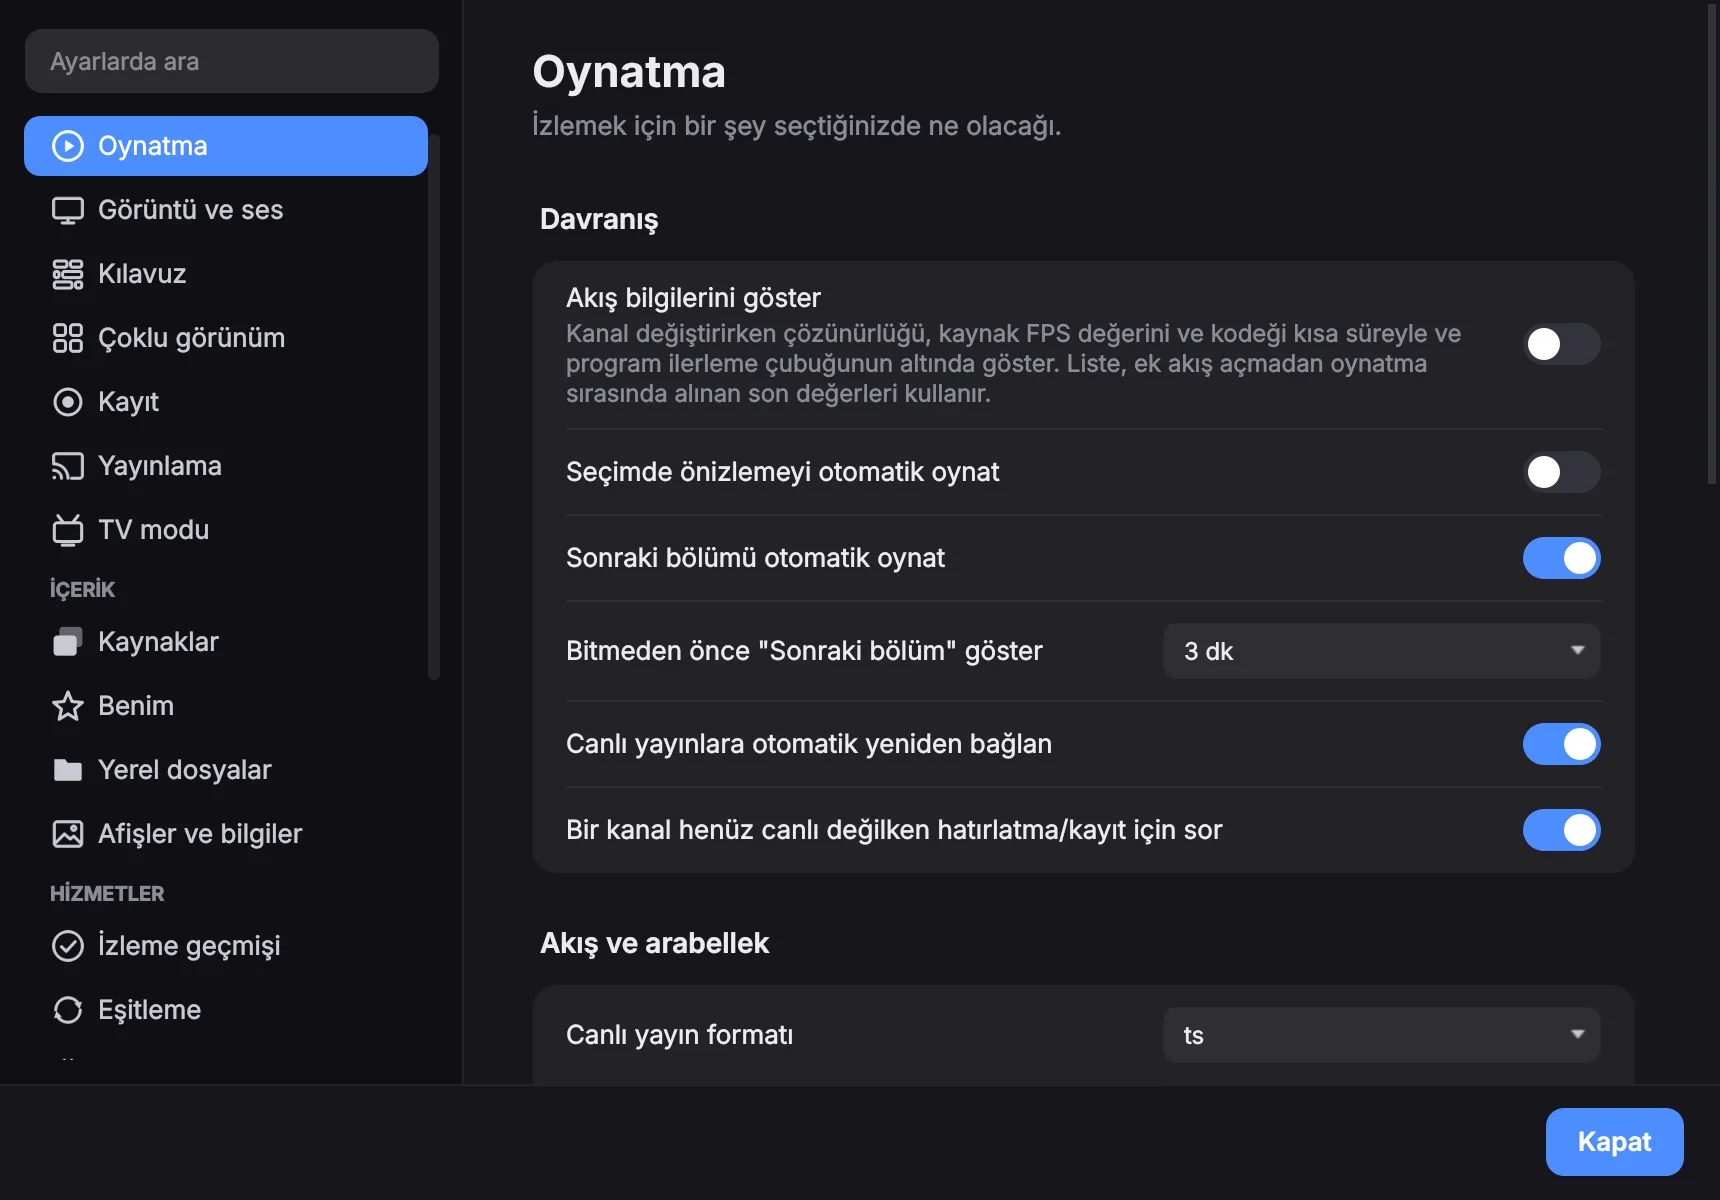 Ayarlarda ara
Oynatma
Görüntü ve ses
Kılavuz
Çoklu görünüm
Kayıt
Yayınlama
TV modu
İÇERİK
Kaynaklar
Benim
Yerel dosyalar
Afişler ve bilgiler
HİZMETLER
İzleme geçmişi
Eşitleme
Oynatma
İzlemek için bir şey seçtiğinizde ne olacağı.
Davranış
Akış bilgilerini göster
Kanal değiştirirken çözünürlüğü, kaynak FPS değerini ve kodeği kısa süreyle ve
program ilerleme çubuğunun altında göster. Liste, ek akış açmadan oynatma
sırasında alınan son değerleri kullanır.
Seçimde önizlemeyi otomatik oynat
Sonraki bölümü otomatik oynat
Bitmeden önce "Sonraki bölüm" göster
3 dk
Canlı yayınlara otomatik yeniden bağlan
Bir kanal henüz canlı değilken hatırlatma/kayıt için sor
Akış ve arabellek
Canlı yayın formatı
ts
Kapat